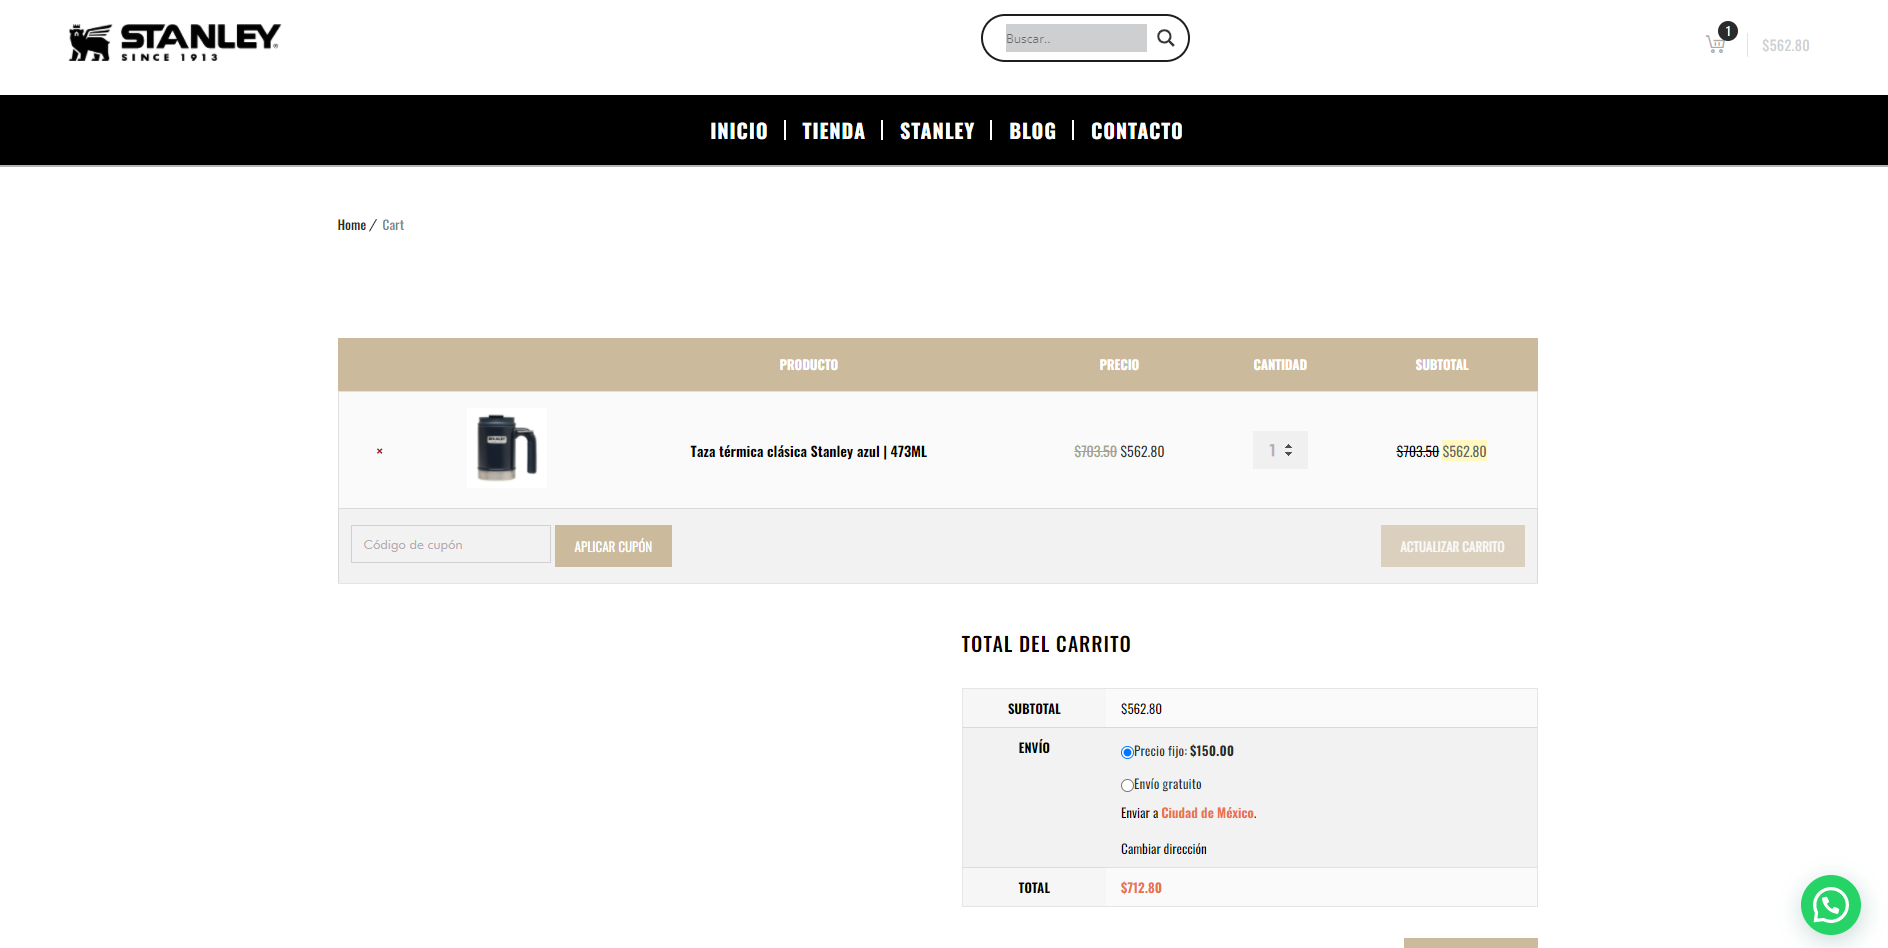 STANLEY
SINCE 1913
Buscar..
1
$562.80
INICIO
TIENDA
STANLEY
BLOG
CONTACTO
Home / Cart
PRODUCTO PRECIO CANTIDAD SUBTOTAL
×
STANLEY
Taza térmica clásica Stanley azul | 473ML
$703.50 $562.80
1
$703.50 $562.80
Código de cupón
APLICAR CUPÓN
ACTUALIZAR CARRITO
TOTAL DEL CARRITO
SUBTOTAL $562.80
ENVÍO Precio fijo: $150.00
Envío gratuito
Enviar a Ciudad de México.
Cambiar dirección
TOTAL $712.80